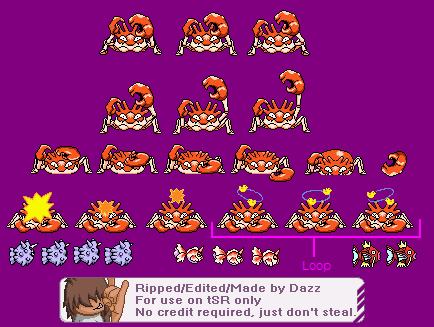 Loop
Ripped/Edited/Made by Dazz
For use on tSR only
No credit required, just don't steal.